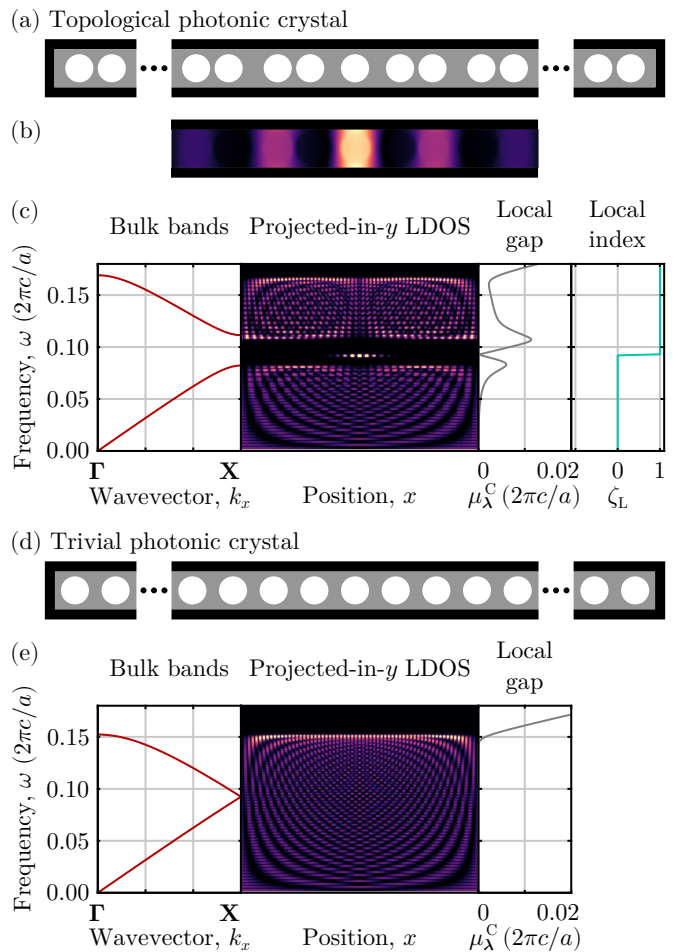 (a) Topological photonic crystal
(b)
(c)
Bulk bands
Projected-in-y LDOS
Local gap
Local index
Frequency, ω (2πc/a)
0.15
0.10
0.05
0.00
Γ
X
Wavevector, kₓ
Position, x
0
0.02
μ_λ^C (2πc/a)
0
1
ζ_L
(d) Trivial photonic crystal
(e)
Bulk bands
Projected-in-y LDOS
Local gap
Frequency, ω (2πc/a)
0.15
0.10
0.05
0.00
Γ
X
Wavevector, kₓ
Position, x
0
0.02
μ_λ^C (2πc/a)